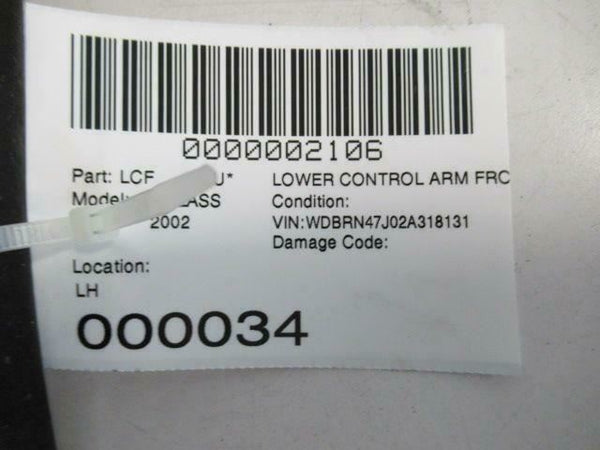 0000002106
Part: LCF U* LOWER CONTROL ARM FRC
Model: LASS Condition:
2002 VIN:WDBRN47J02A318131
Damage Code:
Location:
LH
000034